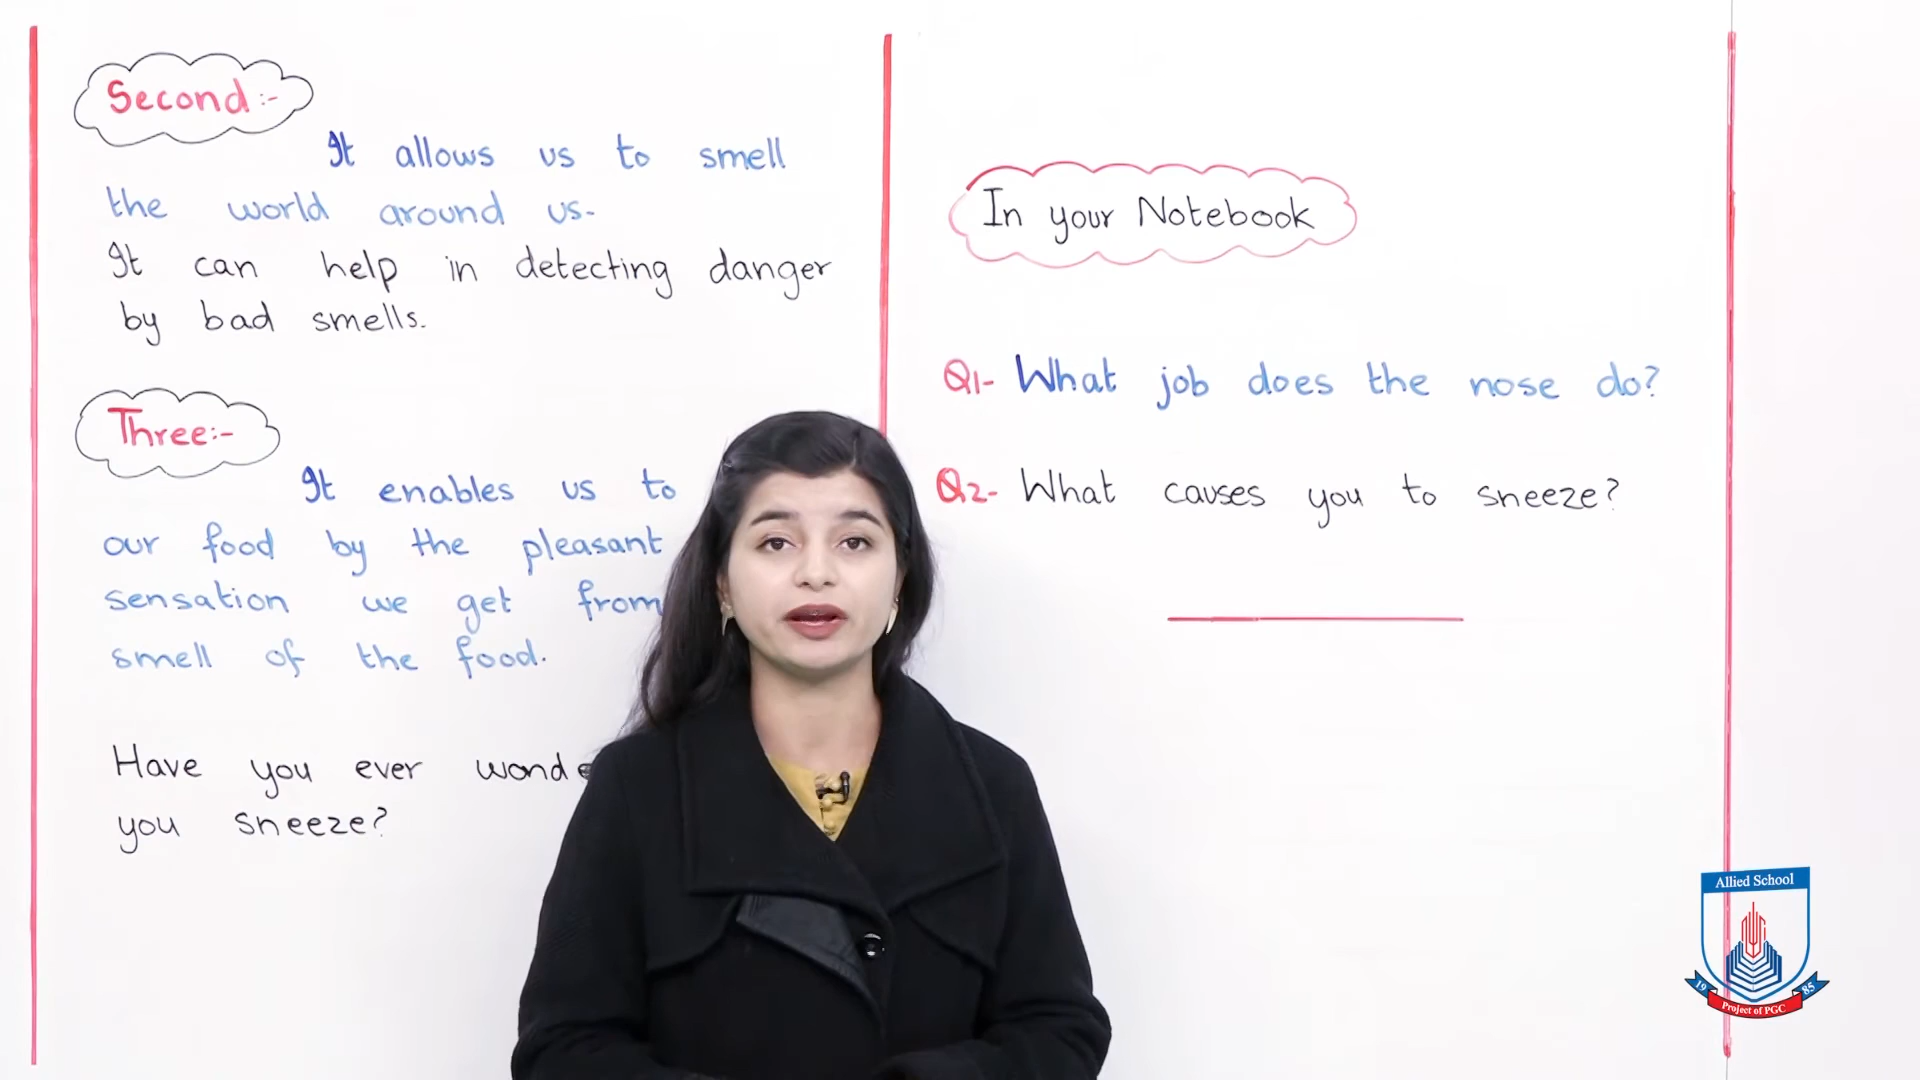 Second:-
It allows us to smell
the world around us-
It can help in detecting danger
by bad smells.
Three:-
It enables us to
our food by the pleasant
sensation we get from
smell of the food.
Have you ever
you sneeze?
In your Notebook
Q1- What job does the nose do?
Q2- What causes you to sneeze?
Allied School
19 85
Project of PGC